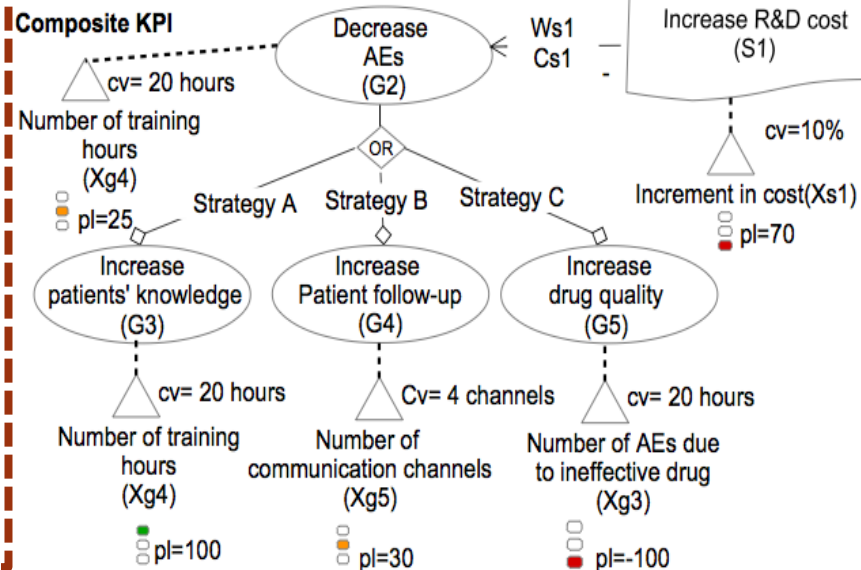 Composite KPI
Decrease
AEs
(G2)
Ws1
Cs1
-
Increase R&D cost
(S1)
cv= 20 hours
Number of training
hours
(Xg4)
pl=25
OR
cv=10%
Increment in cost(Xs1)
pl=70
Strategy A
Strategy B
Strategy C
Increase
patients' knowledge
(G3)
Increase
Patient follow-up
(G4)
Increase
drug quality
(G5)
cv= 20 hours
Number of training
hours
(Xg4)
pl=100
Cv= 4 channels
Number of
communication channels
(Xg5)
pl=30
cv= 20 hours
Number of AEs due
to ineffective drug
(Xg3)
pl=-100